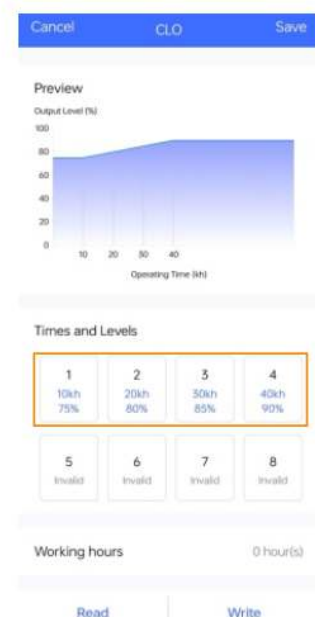 Cancel CLO Save
Preview
Output Level (%)
100
80
60
40
20
0
10 20 30 40
Operating Time (kh)
Times and Levels
1 2 3 4
10kh 20kh 30kh 40kh
75% 80% 85% 90%
5 6 7 8
Invalid Invalid Invalid Invalid
Working hours 0 hour(s)
Read Write